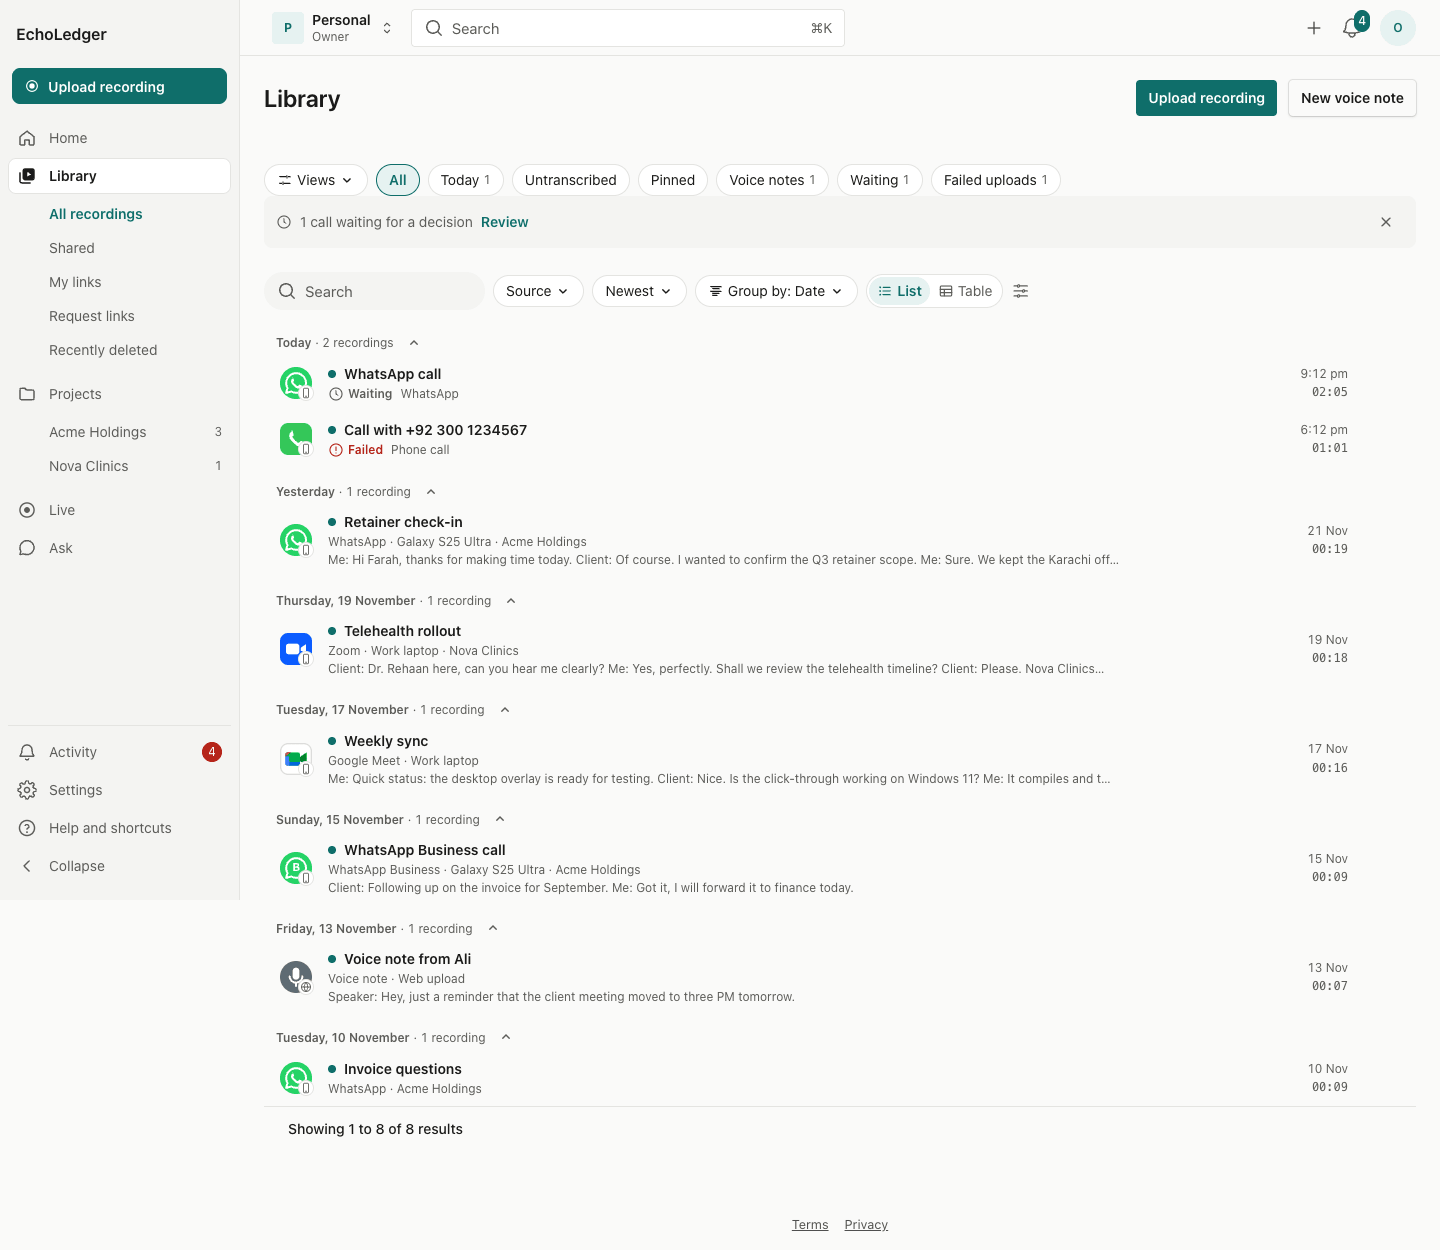 EchoLedger
Upload recording
Home
Library
All recordings
Shared
My links
Request links
Recently deleted
Projects
Acme Holdings 3
Nova Clinics 1
Live
Ask
Activity 4
Settings
Help and shortcuts
Collapse
P Personal
Owner
Search ⌘K
4
O
Library
Upload recording
New voice note
Views All Today 1 Untranscribed Pinned Voice notes 1 Waiting 1 Failed uploads 1
1 call waiting for a decision Review
Search Source Newest Group by: Date List Table
Today · 2 recordings
WhatsApp call 9:12 pm
Waiting WhatsApp 02:05
Call with +92 300 1234567 6:12 pm
Failed Phone call 01:01
Yesterday · 1 recording
Retainer check-in 21 Nov
WhatsApp · Galaxy S25 Ultra · Acme Holdings 00:19
Me: Hi Farah, thanks for making time today. Client: Of course. I wanted to confirm the Q3 retainer scope. Me: Sure. We kept the Karachi off...
Thursday, 19 November · 1 recording
Telehealth rollout 19 Nov
Zoom · Work laptop · Nova Clinics 00:18
Client: Dr. Rehaan here, can you hear me clearly? Me: Yes, perfectly. Shall we review the telehealth timeline? Client: Please. Nova Clinics...
Tuesday, 17 November · 1 recording
Weekly sync 17 Nov
Google Meet · Work laptop 00:16
Me: Quick status: the desktop overlay is ready for testing. Client: Nice. Is the click-through working on Windows 11? Me: It compiles and t...
Sunday, 15 November · 1 recording
WhatsApp Business call 15 Nov
B
WhatsApp Business · Galaxy S25 Ultra · Acme Holdings 00:09
Client: Following up on the invoice for September. Me: Got it, I will forward it to finance today.
Friday, 13 November · 1 recording
Voice note from Ali 13 Nov
Voice note · Web upload 00:07
Speaker: Hey, just a reminder that the client meeting moved to three PM tomorrow.
Tuesday, 10 November · 1 recording
Invoice questions 10 Nov
WhatsApp · Acme Holdings 00:09
Showing 1 to 8 of 8 results
Terms Privacy